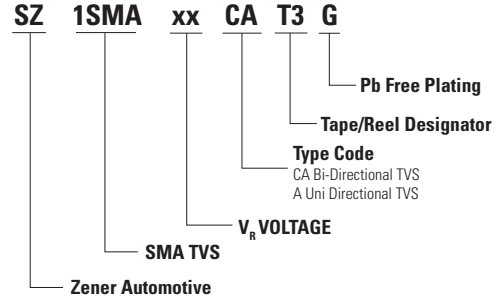 SZ 1SMA xx CA T3 G
Pb Free Plating
Tape/Reel Designator
Type Code
CA Bi-Directional TVS
A Uni Directional TVS
VR VOLTAGE
SMA TVS
Zener Automotive